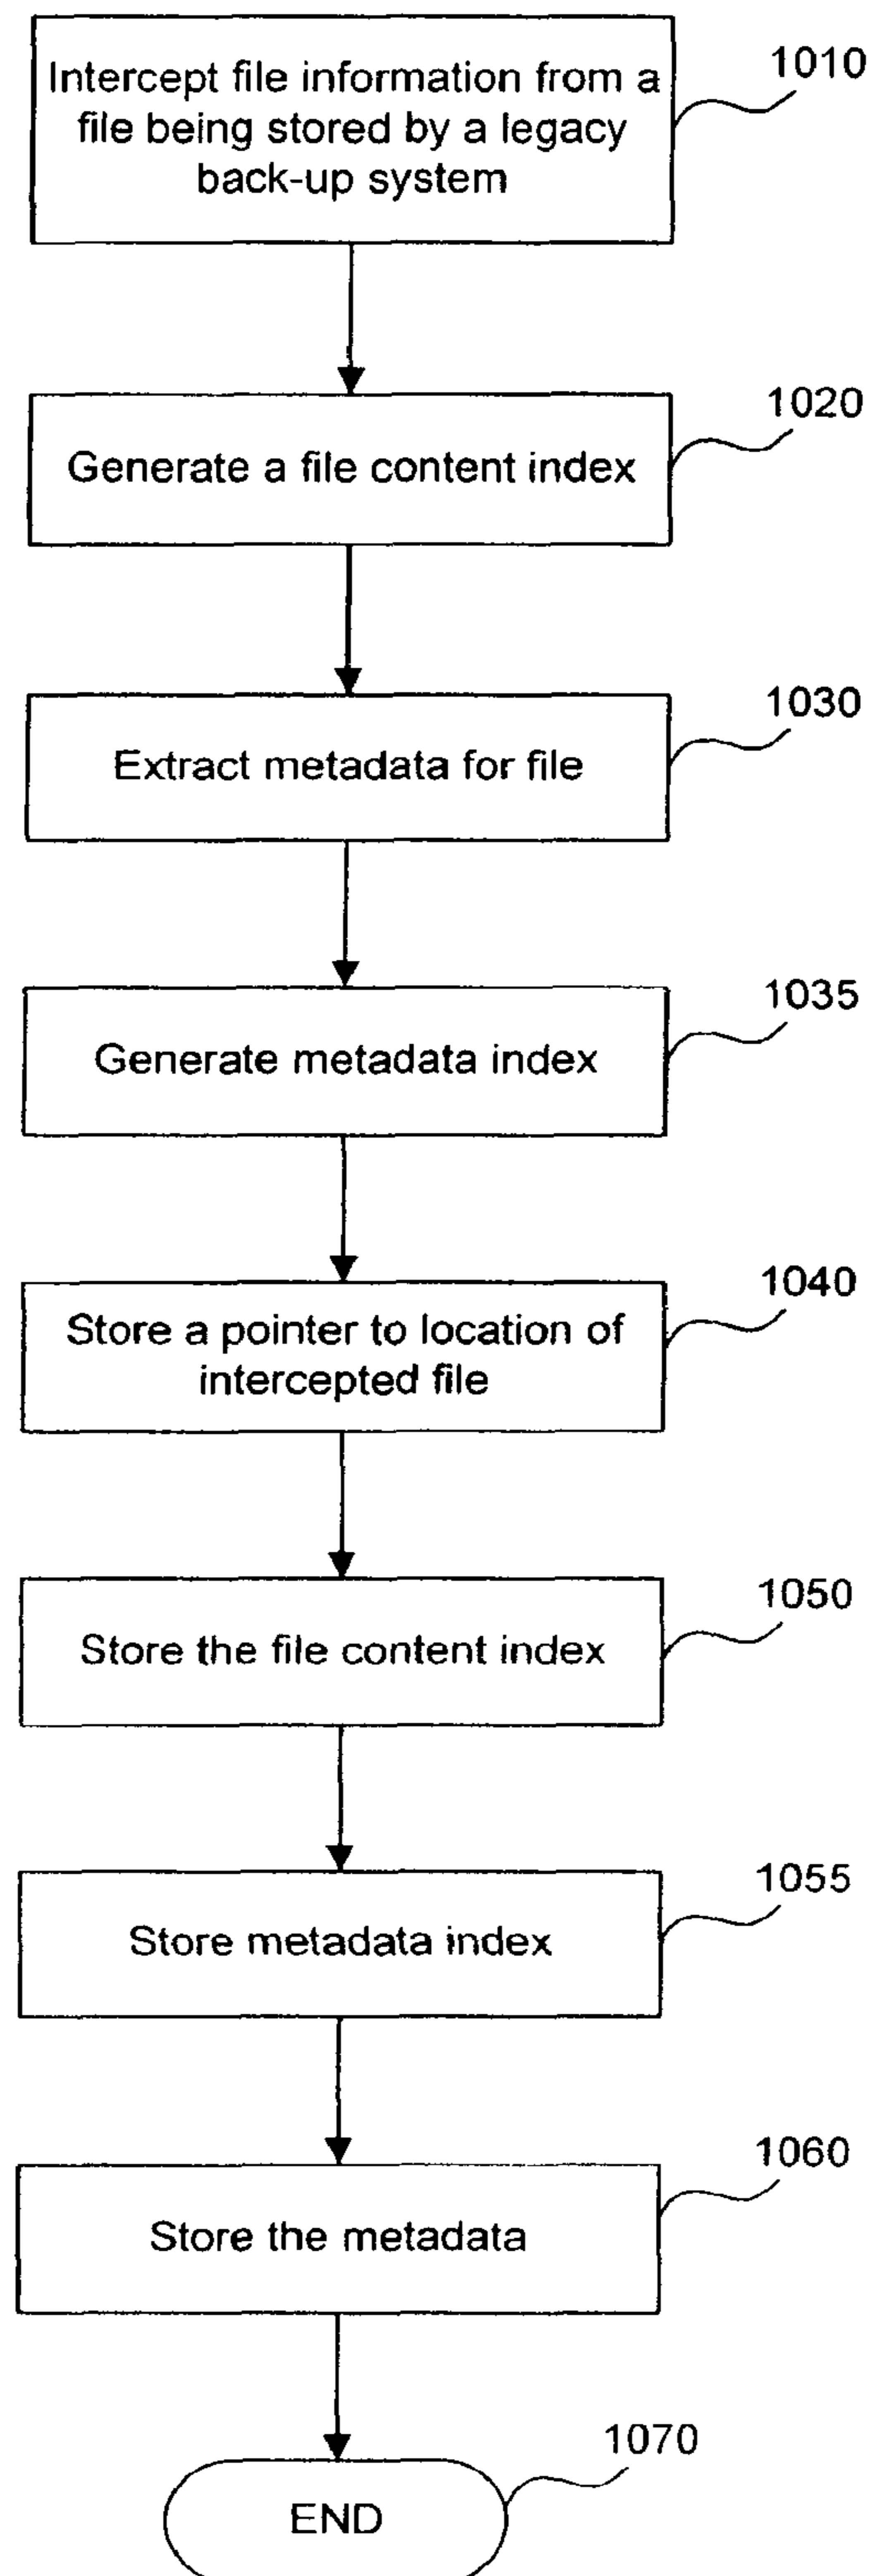 Intercept file information from a
file being stored by a legacy
back-up system
1010
Generate a file content index
1020
Extract metadata for file
1030
Generate metadata index
1035
Store a pointer to location of
intercepted file
1040
Store the file content index
1050
Store metadata index
1055
Store the metadata
1060
END
1070